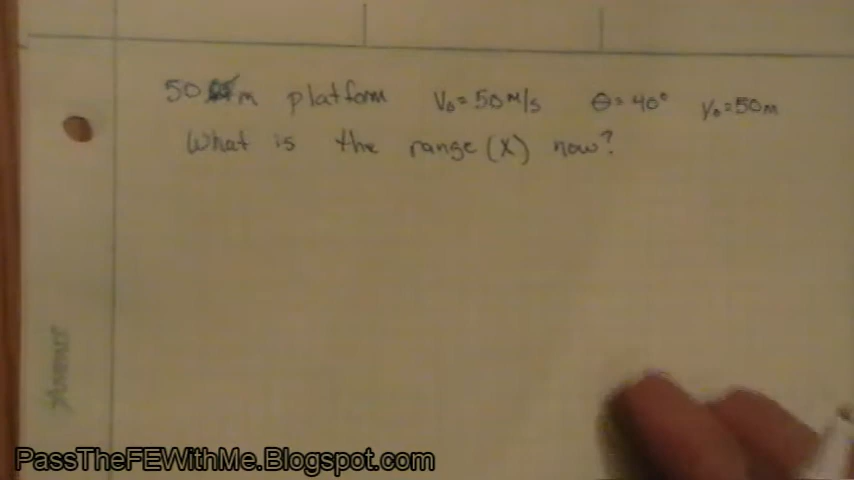 50 m platform V₀ = 50 m/s θ = 40° y₀ = 50m
What is the range (x) now?
PassTheFEWithMe.Blogspot.com